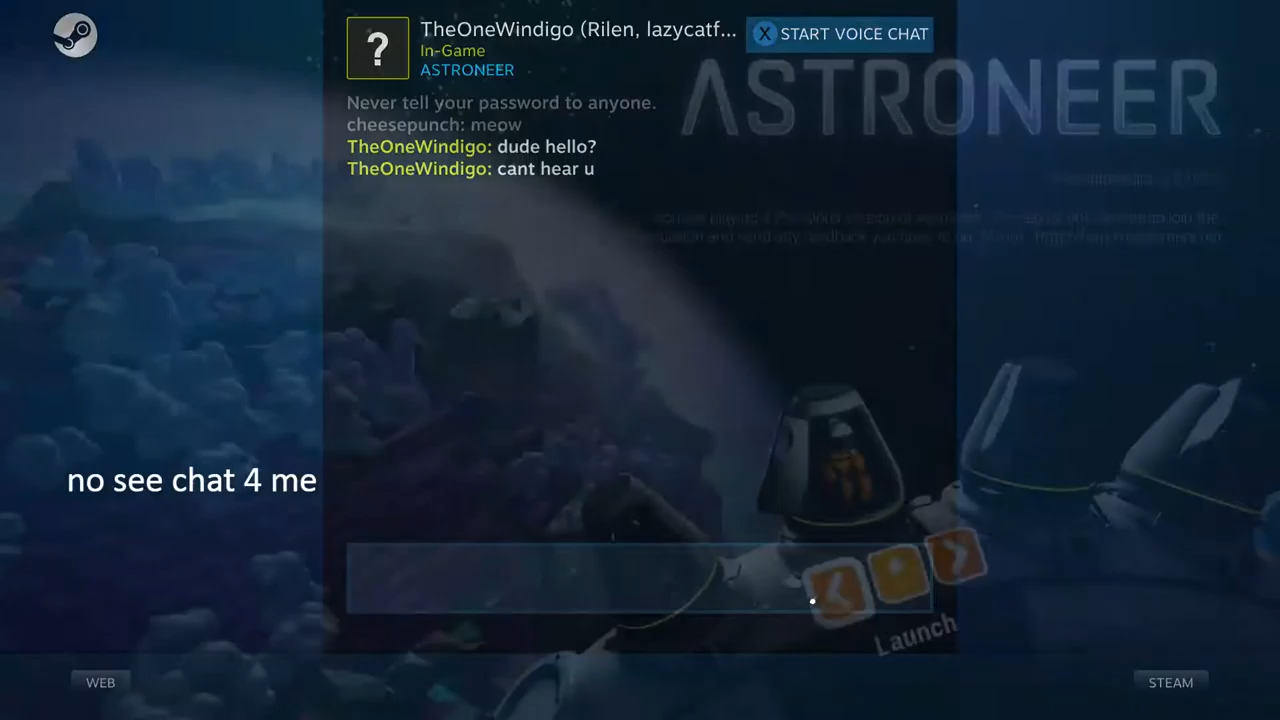 TheOneWindigo (Rilen, lazycatf...
X START VOICE CHAT
In-Game
ASTRONEER
Never tell your password to anyone.
cheesepunch: meow
TheOneWindigo: dude hello?
TheOneWindigo: cant hear u
ASTRONEER
no see chat 4 me
Launch
WEB
STEAM